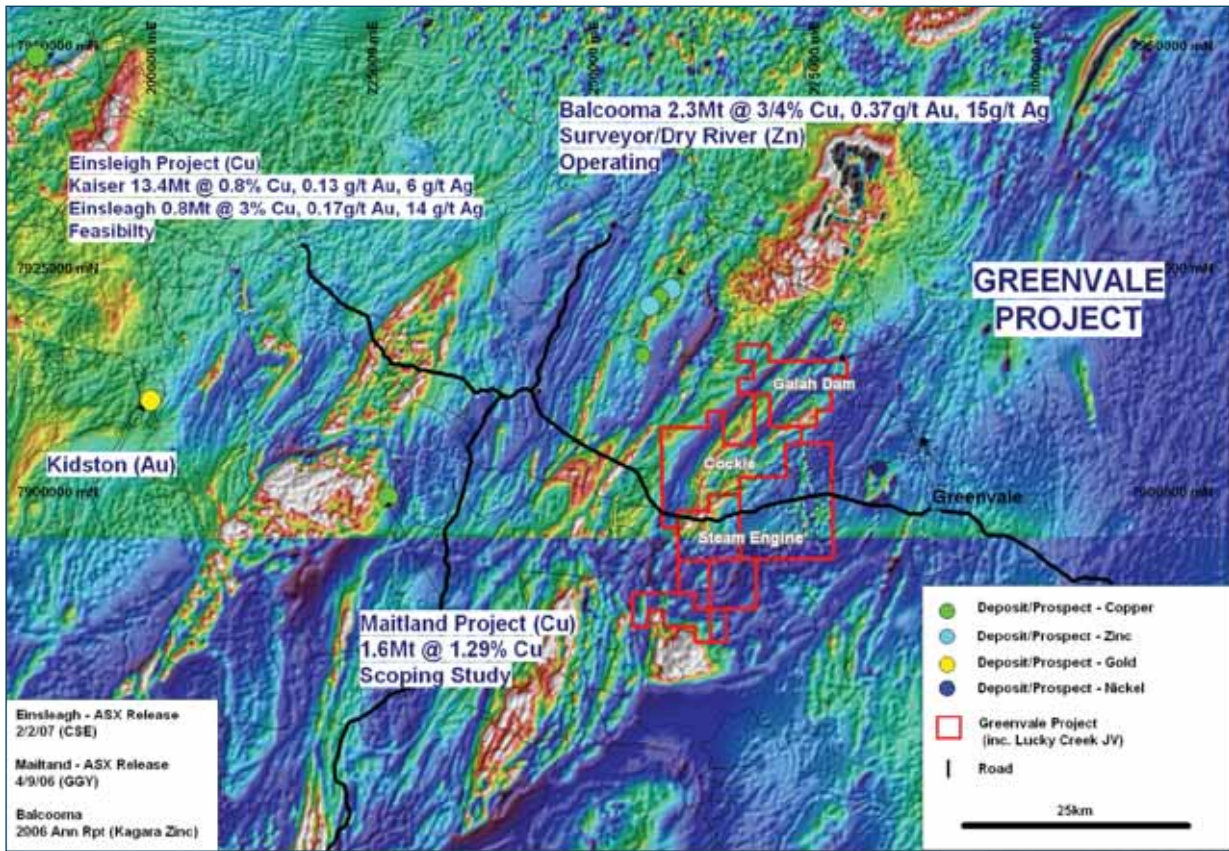 7950000 mN
200000 mE
225000 mE
250000 mE
275000 mE
300000 mE
7950000 mN
Balcooma 2.3Mt @ 3/4% Cu, 0.37g/t Au, 15g/t Ag
Surveyor/Dry River (Zn)
Operating
Einsleigh Project (Cu)
Kaiser 13.4Mt @ 0.8% Cu, 0.13 g/t Au, 6 g/t Ag
Einsleagh 0.8Mt @ 3% Cu, 0.17g/t Au, 14 g/t Ag
Feasibilty
7925000 mN
GREENVALE
PROJECT
Galah Dam
Kidston (Au)
Cockle
7900000 mN
7900000 mN
Greenvale
Steam Engine
Maitland Project (Cu)
1.6Mt @ 1.29% Cu
Scoping Study
Einsleagh - ASX Release
2/2/07 (CSE)
Mailtand - ASX Release
4/9/06 (GGY)
Balcooma
2006 Ann Rpt (Kagara Zinc)
Deposit/Prospect - Copper
Deposit/Prospect - Zinc
Deposit/Prospect - Gold
Deposit/Prospect - Nickel
Greenvale Project
(inc. Lucky Creek JV)
Road
25km